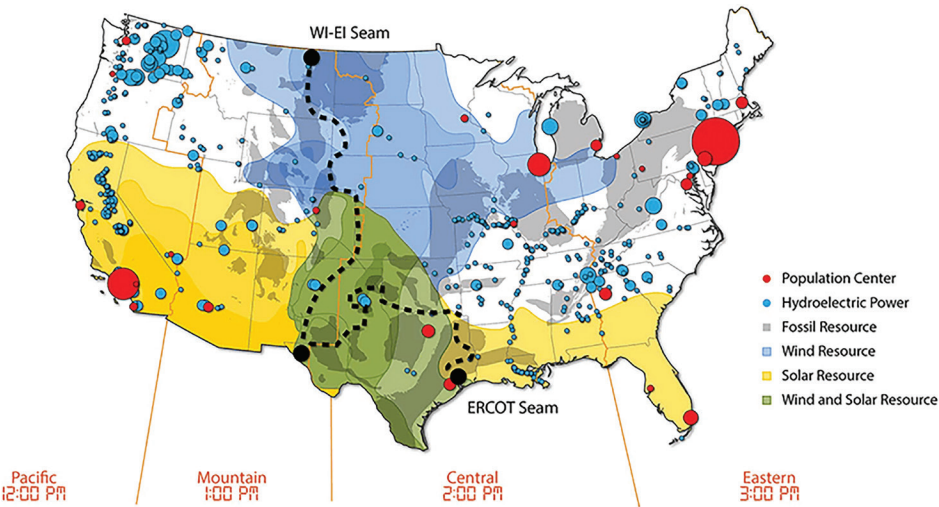 WI-EI Seam
Population Center
Hydroelectric Power
Fossil Resource
Wind Resource
Solar Resource
Wind and Solar Resource
ERCOT Seam
Pacific
12:00 PM
Mountain
1:00 PM
Central
2:00 PM
Eastern
3:00 PM